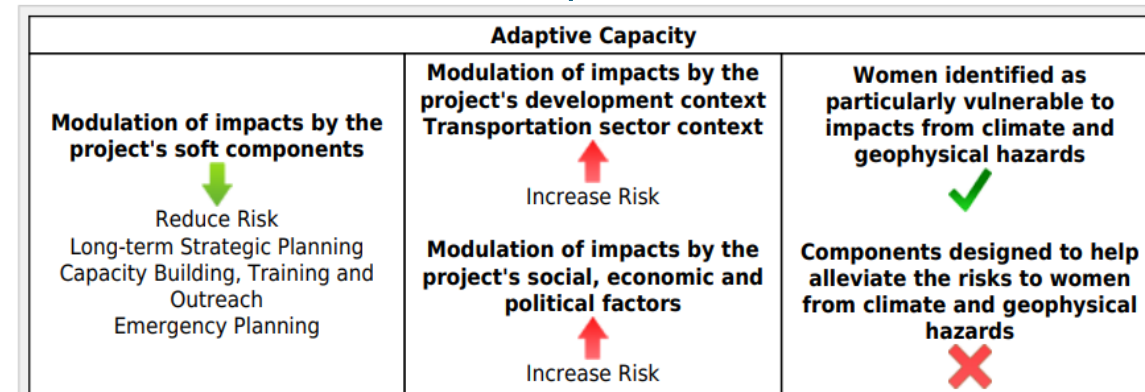 Adaptive Capacity
Modulation of impacts by the
project's soft components
Reduce Risk
Long-term Strategic Planning
Capacity Building, Training and
Outreach
Emergency Planning
Modulation of impacts by the
project's development context
Transportation sector context
Increase Risk
Modulation of impacts by the
project's social, economic and
political factors
Increase Risk
Women identified as
particularly vulnerable to
impacts from climate and
geophysical hazards
Components designed to help
alleviate the risks to women
from climate and geophysical
hazards